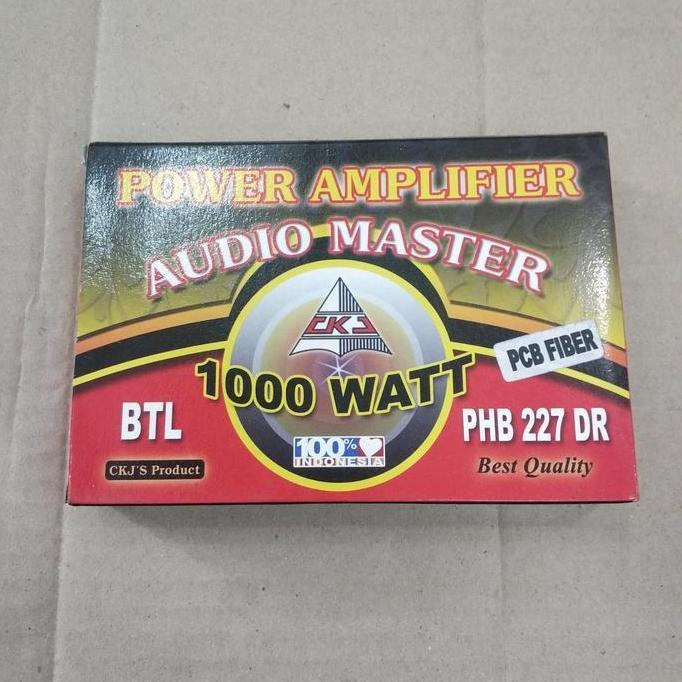 POWER AMPLIFIER
AUDIO MASTER
CKJ
1000 WATT
PCB FIBER
BTL
PHB 227 DR
CKJ'S Product
100%
INDONESIA
Best Quality